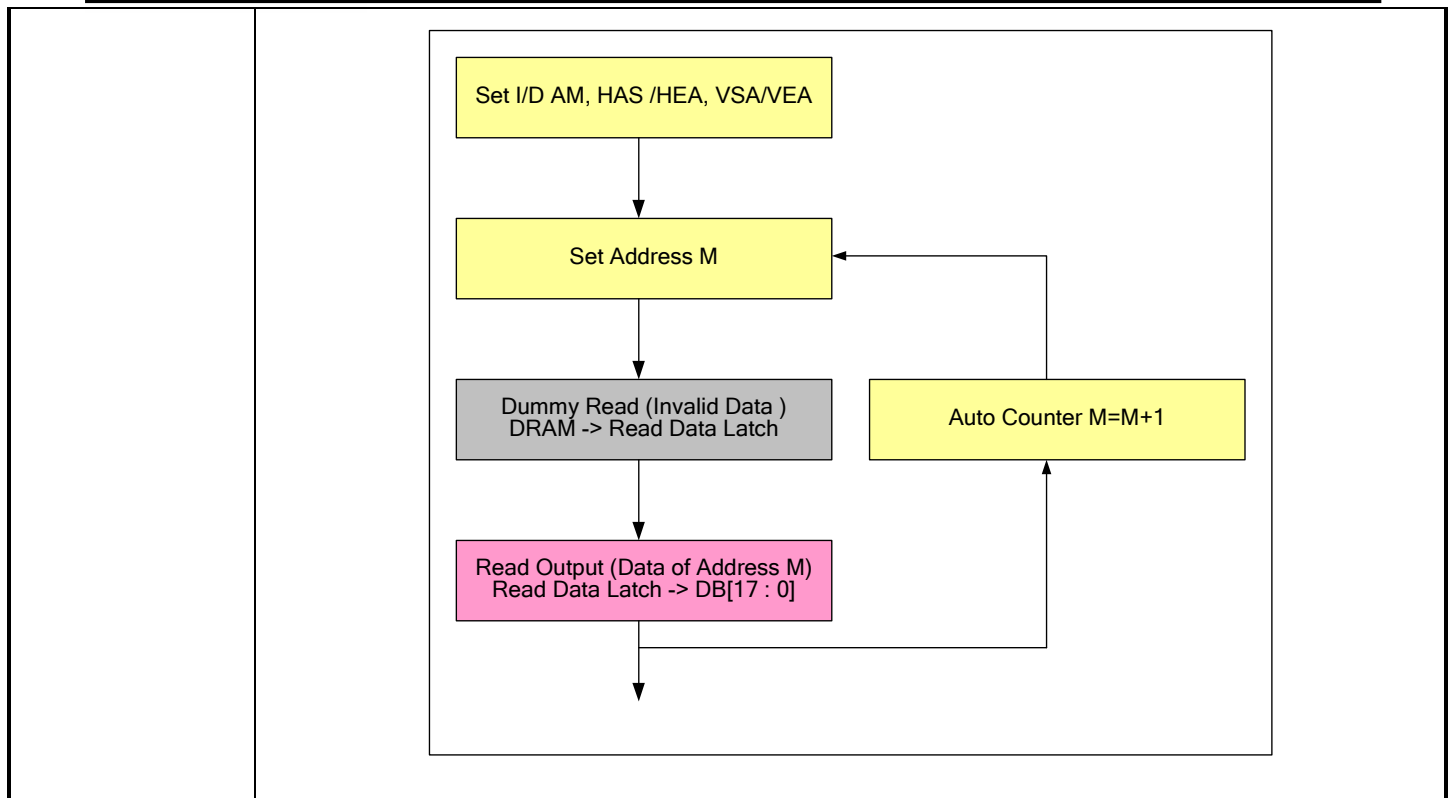 Set I/D AM, HAS /HEA, VSA/VEA
Set Address M
Dummy Read (Invalid Data )
DRAM -> Read Data Latch
Auto Counter M=M+1
Read Output (Data of Address M)
Read Data Latch -> DB[17 : 0]